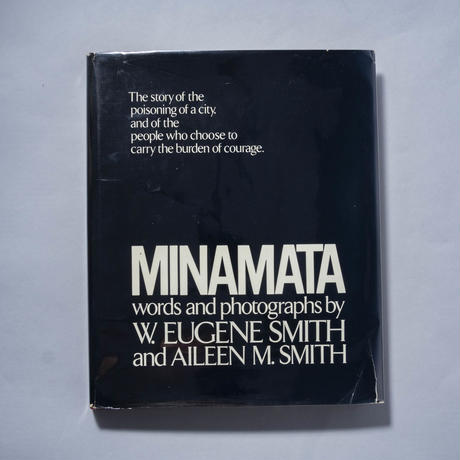 The story of the
poisoning of a city,
and of the
people who choose to
carry the burden of courage.
MINAMATA
words and photographs by
W. EUGENE SMITH
and AILEEN M. SMITH